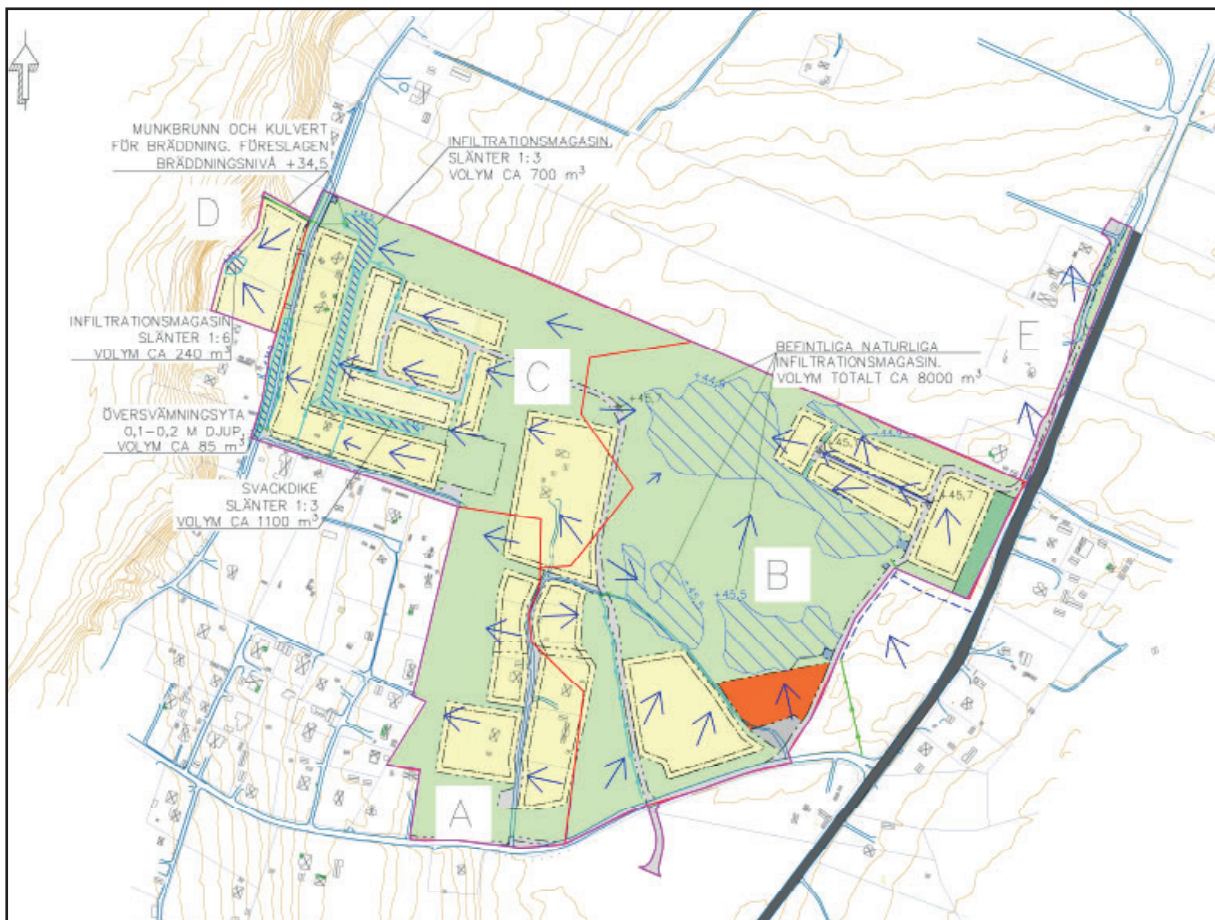 MUNKBRUNN OCH KULVERT
FÖR BRÄDDNING. FÖRESLAGEN
BRÄDDNINGSNIVÅ +34,5
INFILTRATIONSMAGASIN.
SLÄNTER 1:3
VOLYM CA 700 m³
D
INFILTRATIONSMAGASIN
SLÄNTER 1:6
VOLYM CA 240 m³
ÖVERSVÄMNINGSYTA
0,1-0,2 M DJUP.
VOLYM CA 85 m³
SVACKDIKE
SLÄNTER 1:3
VOLYM CA 1100 m³
C
+45,7
BEFINTLIGA NATURLIGA
INFILTRATIONSMAGASIN.
VOLYM TOTALT CA 8000 m³
E
+45,7
B
+45,5
A